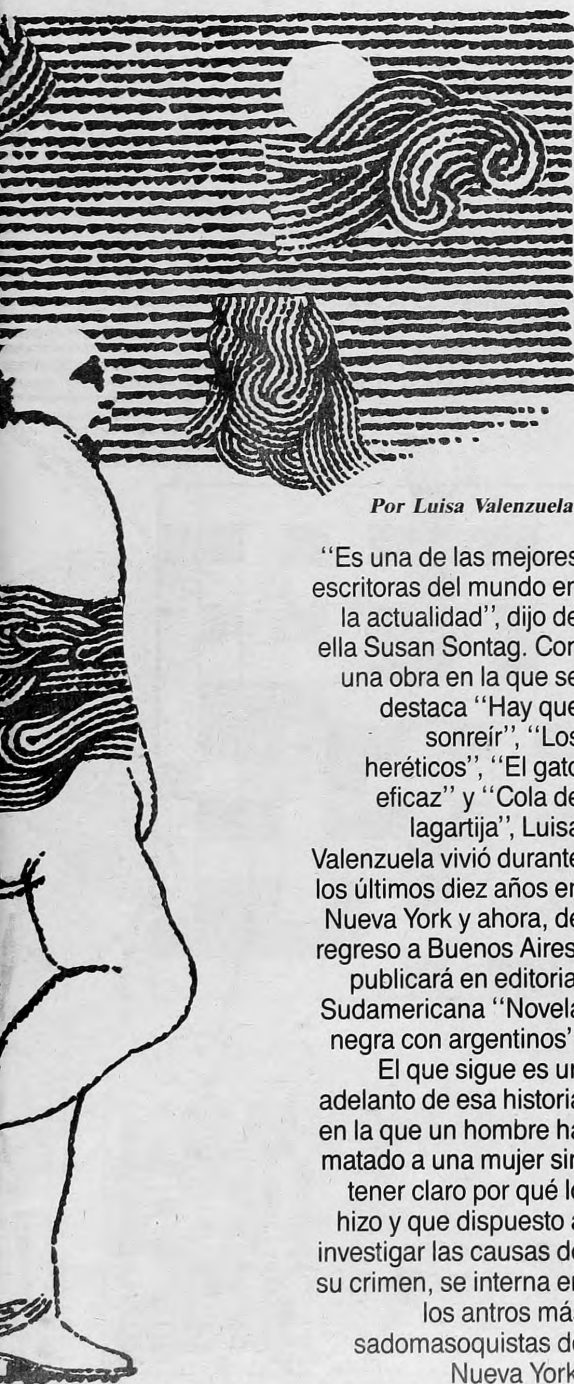 Por Luisa Valenzuela
"Es una de las mejores
escritoras del mundo en
la actualidad", dijo de
ella Susan Sontag. Con
una obra en la que se
destaca "Hay que
sonreír", "Los
heréticos", "El gato
eficaz" y "Cola de
lagartija", Luisa
Valenzuela vivió durante
los últimos diez años en
Nueva York y ahora, de
regreso a Buenos Aires,
publicará en editorial
Sudamericana "Novela
negra con argentinos".
El que sigue es un
adelanto de esa historia
en la que un hombre ha
matado a una mujer sin
tener claro por qué lo
hizo y que dispuesto a
investigar las causas de
su crimen, se interna en
los antros más
sadomasoquistas de
Nueva York